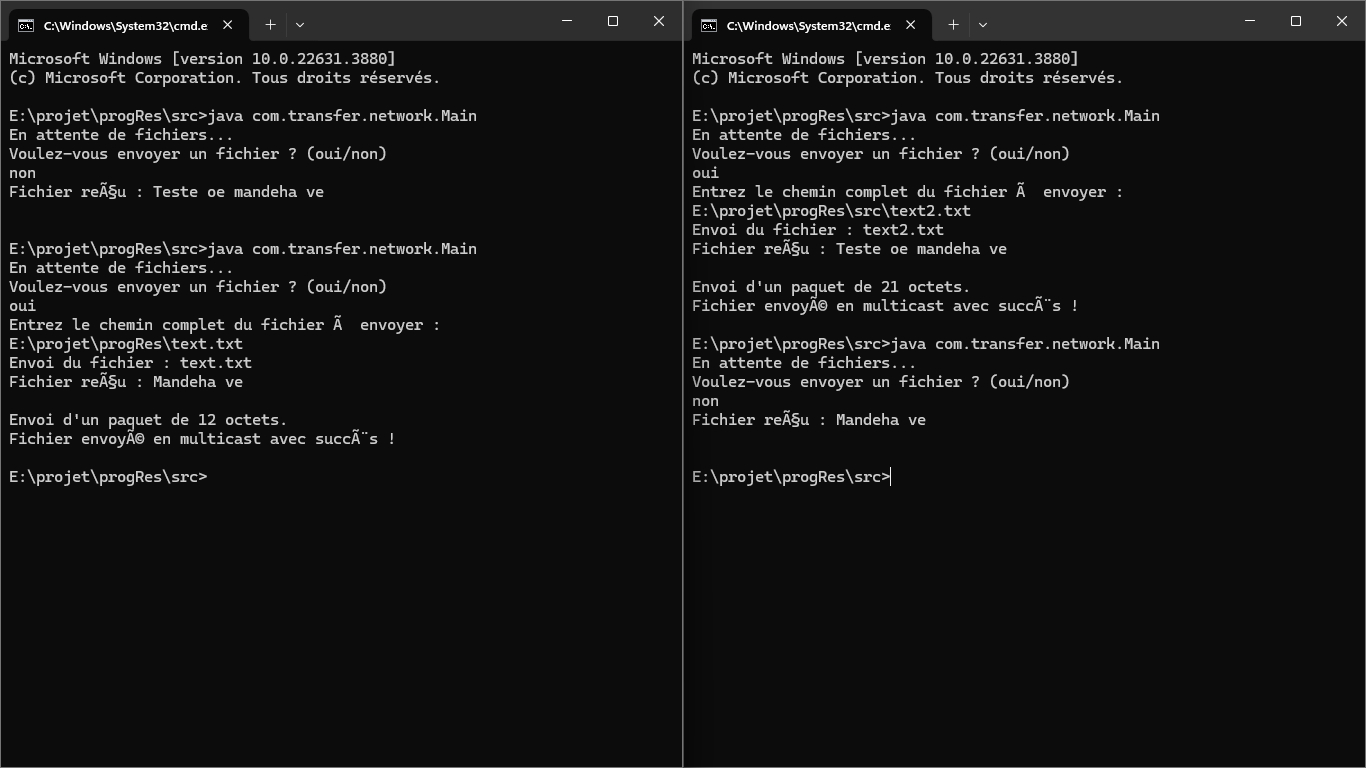 C:\Windows\System32\cmd.e
Microsoft Windows [version 10.0.22631.3880]
(c) Microsoft Corporation. Tous droits réservés.
E:\projet\progRes\src>java com.transfer.network.Main
En attente de fichiers...
Voulez-vous envoyer un fichier ? (oui/non)
non
Fichier reÃ§u : Teste oe mandeha ve
E:\projet\progRes\src>java com.transfer.network.Main
En attente de fichiers...
Voulez-vous envoyer un fichier ? (oui/non)
oui
Entrez le chemin complet du fichier Ã  envoyer :
E:\projet\progRes\text.txt
Envoi du fichier : text.txt
Fichier reÃ§u : Mandeha ve
Envoi d'un paquet de 12 octets.
Fichier envoyÃ© en multicast avec succÃ¨s !
E:\projet\progRes\src>
C:\Windows\System32\cmd.e
Microsoft Windows [version 10.0.22631.3880]
(c) Microsoft Corporation. Tous droits réservés.
E:\projet\progRes\src>java com.transfer.network.Main
En attente de fichiers...
Voulez-vous envoyer un fichier ? (oui/non)
oui
Entrez le chemin complet du fichier Ã  envoyer :
E:\projet\progRes\src\text2.txt
Envoi du fichier : text2.txt
Fichier reÃ§u : Teste oe mandeha ve
Envoi d'un paquet de 21 octets.
Fichier envoyÃ© en multicast avec succÃ¨s !
E:\projet\progRes\src>java com.transfer.network.Main
En attente de fichiers...
Voulez-vous envoyer un fichier ? (oui/non)
non
Fichier reÃ§u : Mandeha ve
E:\projet\progRes\src>